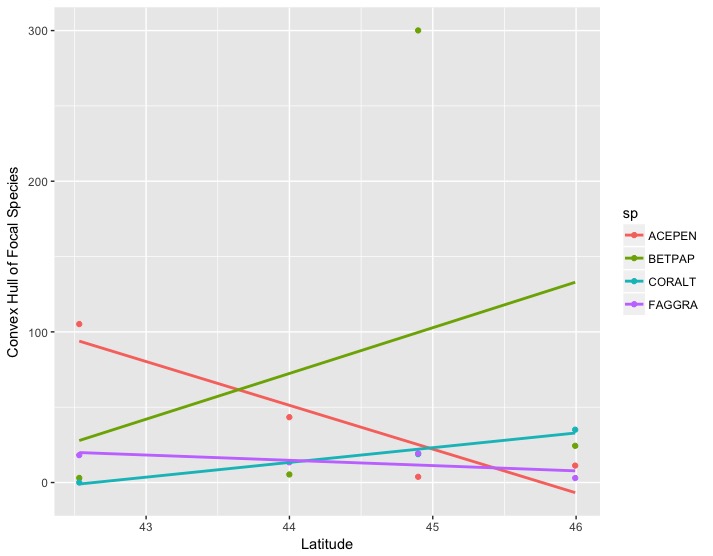 300
200
100
0
Convex Hull of Focal Species
43
44
45
46
Latitude
sp
ACEPEN
BETPAP
CORALT
FAGGRA